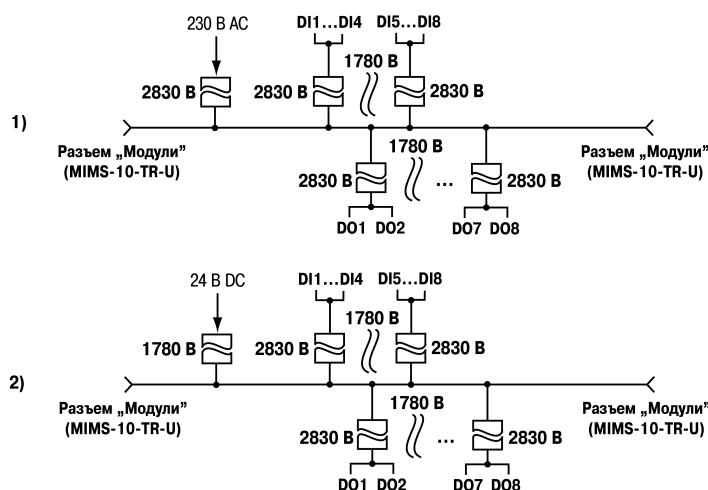 230 В AC
DI1...DI4 DI5...DI8
1780 В
2830 В 2830 В 2830 В
1)
Разъем „Модули” Разъем „Модули”
(MIMS-10-TR-U) (MIMS-10-TR-U)
1780 В
2830 В ... 2830 В
DO1 DO2 DO7 DO8
24 В DC
DI1...DI4 DI5...DI8
1780 В
1780 В 2830 В 2830 В
2)
Разъем „Модули” Разъем „Модули”
(MIMS-10-TR-U) (MIMS-10-TR-U)
1780 В
2830 В ... 2830 В
DO1 DO2 DO7 DO8